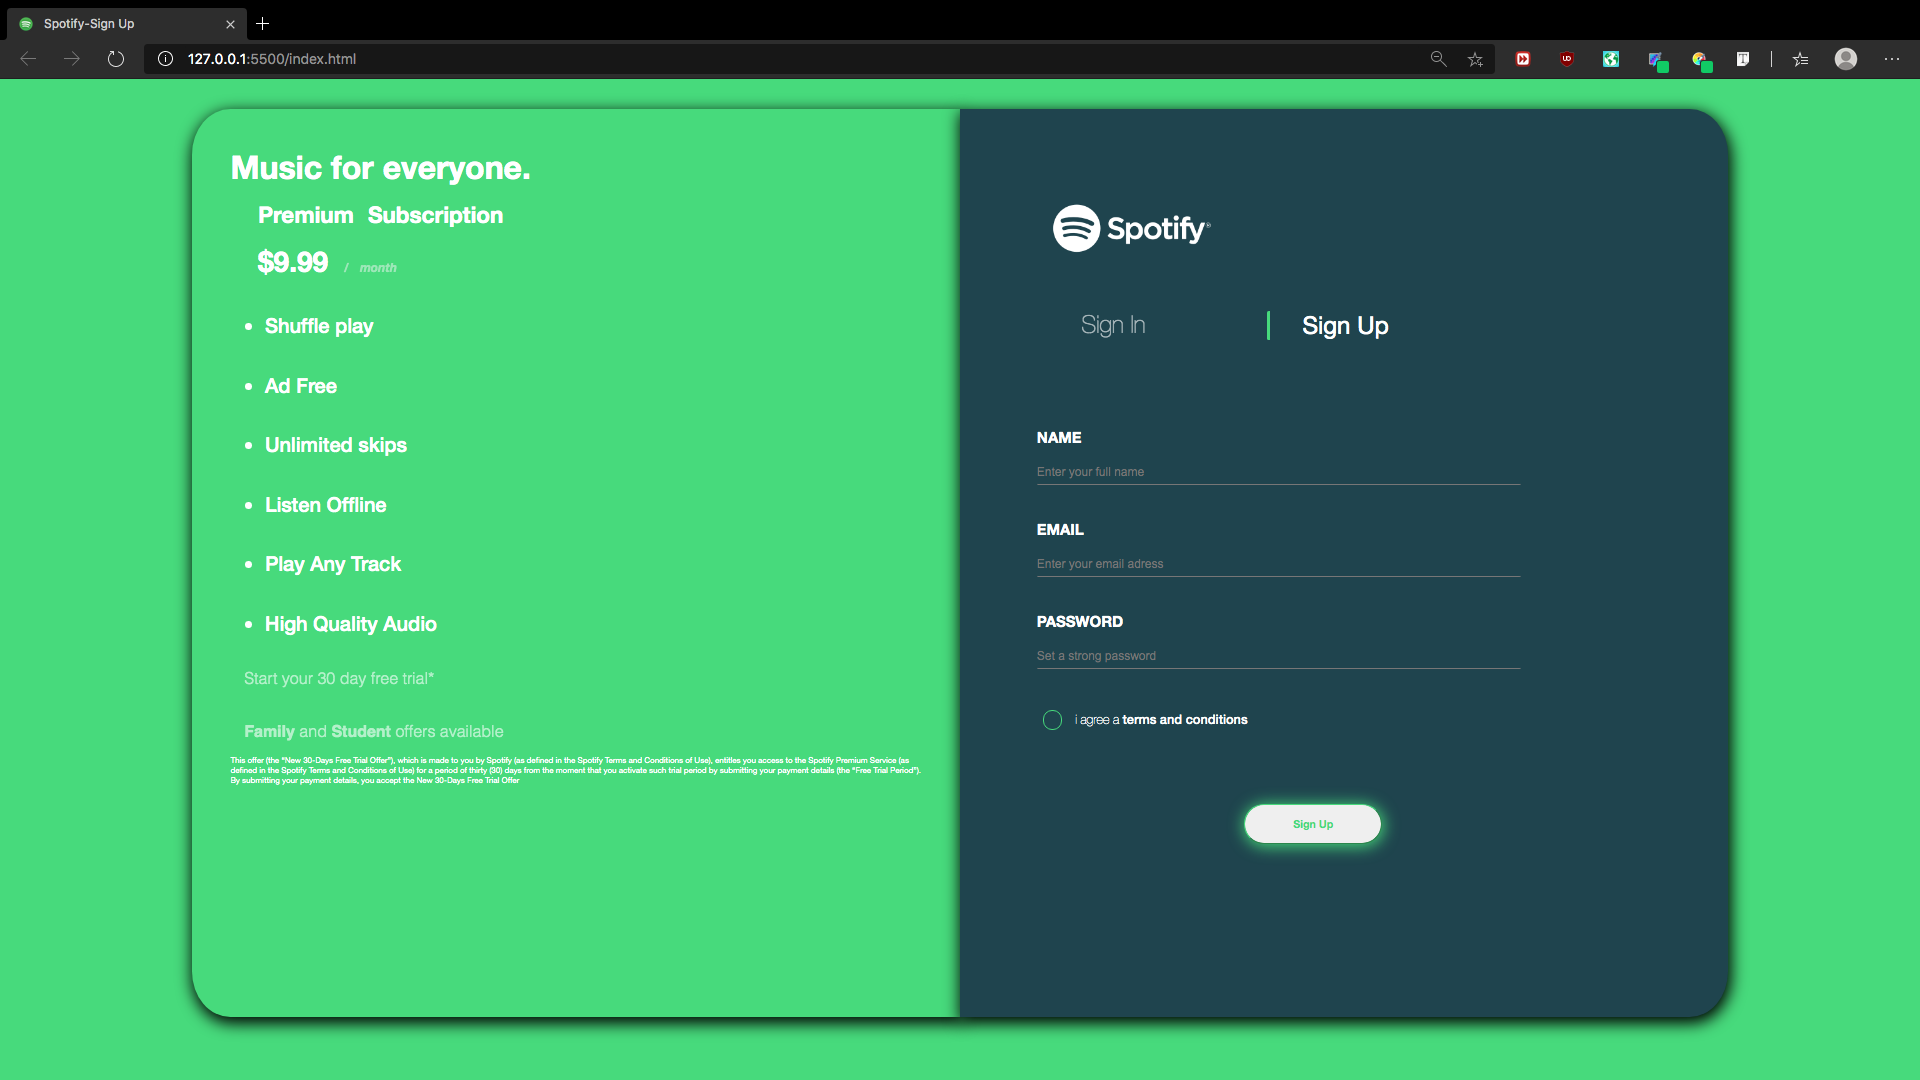 Spotify-Sign Up
127.0.0.1:5500/index.html
Music for everyone.
Premium Subscription
$9.99 / month
• Shuffle play
• Ad Free
• Unlimited skips
• Listen Offline
• Play Any Track
• High Quality Audio
Start your 30 day free trial*
Family and Student offers available
This offer (the "New 30-Days Free Trial Offer"), which is made to you by Spotify (as defined in the Spotify Terms and Conditions of Use), entitles you access to the Spotify Premium Service (as
defined in the Spotify Terms and Conditions of Use) for a period of thirty (30) days from the moment that you activate such trial period by submitting your payment details (the "Free Trial Period").
By submitting your payment details, you accept the New 30-Days Free Trial Offer
Spotify®
Sign In
Sign Up
NAME
Enter your full name
EMAIL
Enter your email adress
PASSWORD
Set a strong password
i agree a terms and conditions
Sign Up